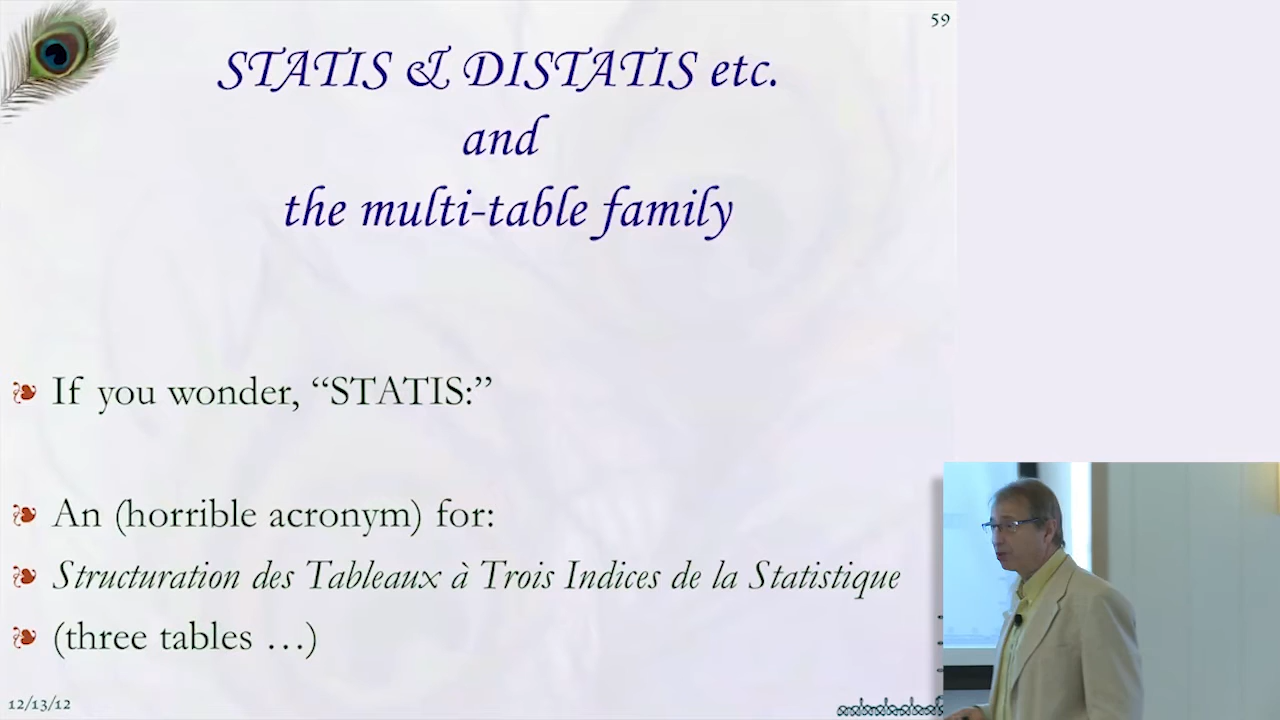 59
STATIS & DISTATIS etc.
and
the multi-table family
If you wonder, “STATIS:”
An (horrible acronym) for:
Structuration des Tableaux à Trois Indices de la Statistique
(three tables …)
12/13/12